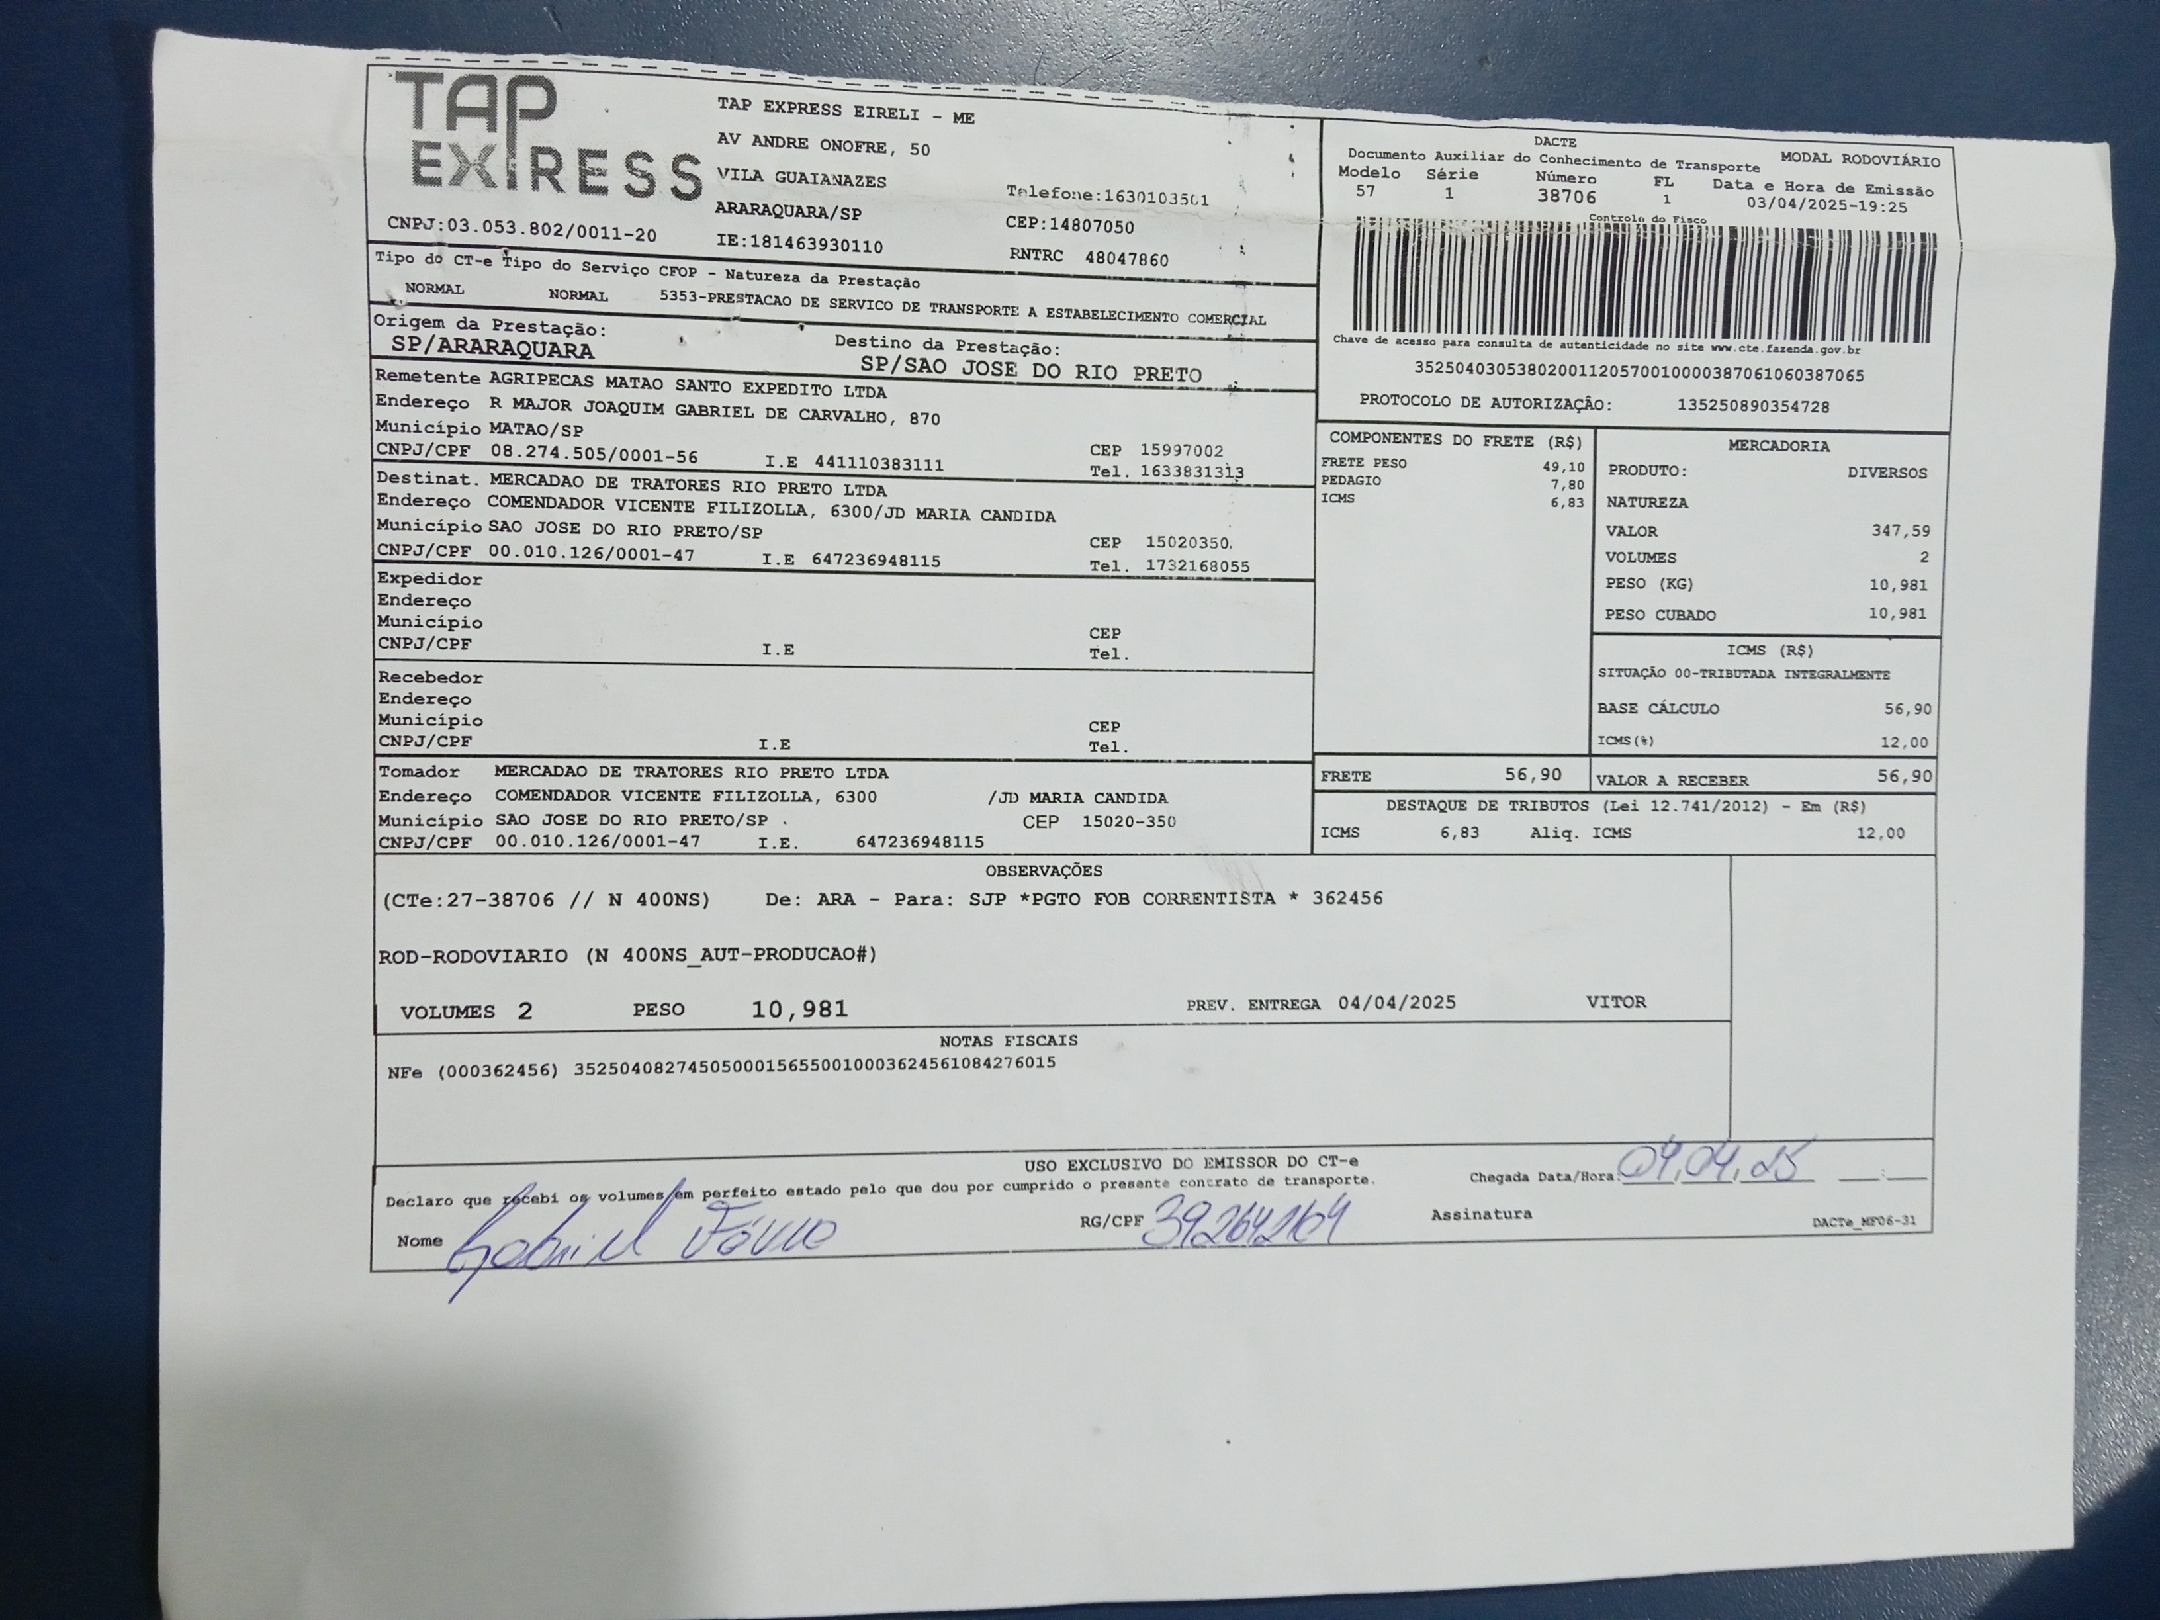 TAP
EXPRESS
TAP EXPRESS EIRELI - ME
AV ANDRE ONOFRE, 50
VILA GUAIANAZES
Telefone:1630103501
ARARAQUARA/SP
CEP:14807050
CNPJ:03.053.802/0011-20
IE:181463930110
RNTRC 48047860
DACTE
Documento Auxiliar do Conhecimento de Transporte MODAL RODOVIÁRIO
Modelo Série Número FL Data e Hora de Emissão
57 1 38706 1 03/04/2025-19:25
Controle do Fisco
Chave de acesso para consulta de autenticidade no site www.cte.fazenda.gov.br
35250403053802001120570010000387061060387065
PROTOCOLO DE AUTORIZAÇÃO: 135250890354728
Tipo do CT-e Tipo do Serviço CFOP - Natureza da Prestação
NORMAL NORMAL 5353-PRESTACAO DE SERVICO DE TRANSPORTE A ESTABELECIMENTO COMERCIAL
Origem da Prestação: Destino da Prestação:
SP/ARARAQUARA SP/SAO JOSE DO RIO PRETO
Remetente AGRIPECAS MATAO SANTO EXPEDITO LTDA
Endereço R MAJOR JOAQUIM GABRIEL DE CARVALHO, 870
Município MATAO/SP CEP 15997002
CNPJ/CPF 08.274.505/0001-56 I.E 441110383111 Tel. 1633831313
Destinat. MERCADAO DE TRATORES RIO PRETO LTDA
Endereço COMENDADOR VICENTE FILIZOLLA, 6300/JD MARIA CANDIDA
Município SAO JOSE DO RIO PRETO/SP CEP 15020350
CNPJ/CPF 00.010.126/0001-47 I.E 647236948115 Tel. 1732168055
Expedidor
Endereço
Município CEP
CNPJ/CPF I.E Tel.
Recebedor
Endereço
Município CEP
CNPJ/CPF I.E Tel.
Tomador MERCADAO DE TRATORES RIO PRETO LTDA
Endereço COMENDADOR VICENTE FILIZOLLA, 6300 /JD MARIA CANDIDA
Município SAO JOSE DO RIO PRETO/SP CEP 15020-350
CNPJ/CPF 00.010.126/0001-47 I.E. 647236948115
COMPONENTES DO FRETE (R$)
FRETE PESO 49,10
PEDAGIO 7,80
ICMS 6,83
MERCADORIA
PRODUTO: DIVERSOS
NATUREZA
VALOR 347,59
VOLUMES 2
PESO (KG) 10,981
PESO CUBADO 10,981
ICMS (R$)
SITUAÇÃO 00-TRIBUTADA INTEGRALMENTE
BASE CÁLCULO 56,90
ICMS(%) 12,00
FRETE 56,90 VALOR A RECEBER 56,90
DESTAQUE DE TRIBUTOS (Lei 12.741/2012) - Em (R$)
ICMS 6,83 Aliq. ICMS 12,00
OBSERVAÇÕES
(CTe:27-38706 // N 400NS) De: ARA - Para: SJP *PGTO FOB CORRENTISTA * 362456
ROD-RODOVIARIO (N 400NS_AUT-PRODUCAO#)
VOLUMES 2 PESO 10,981 PREV. ENTREGA 04/04/2025 VITOR
NOTAS FISCAIS
NFe (000362456) 35250408274505000156550010003624561084276015
USO EXCLUSIVO DO EMISSOR DO CT-e
Declaro que recebi os volumes em perfeito estado pelo que dou por cumprido o presente contrato de transporte.
Chegada Data/Hora: 04,04,25 __:__
Nome Gabriel Fávio RG/CPF 392642164 Assinatura
DACTe_MF06-31